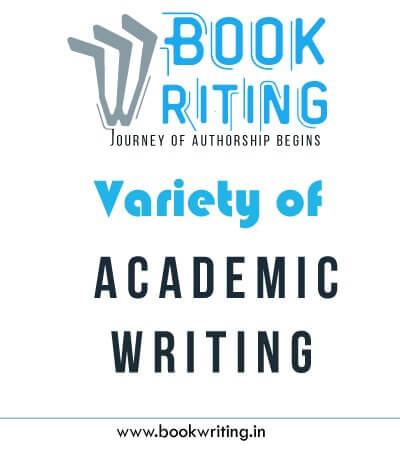 BOOK
WRITING
JOURNEY OF AUTHORSHIP BEGINS
Variety of
ACADEMIC
WRITING
www.bookwriting.in